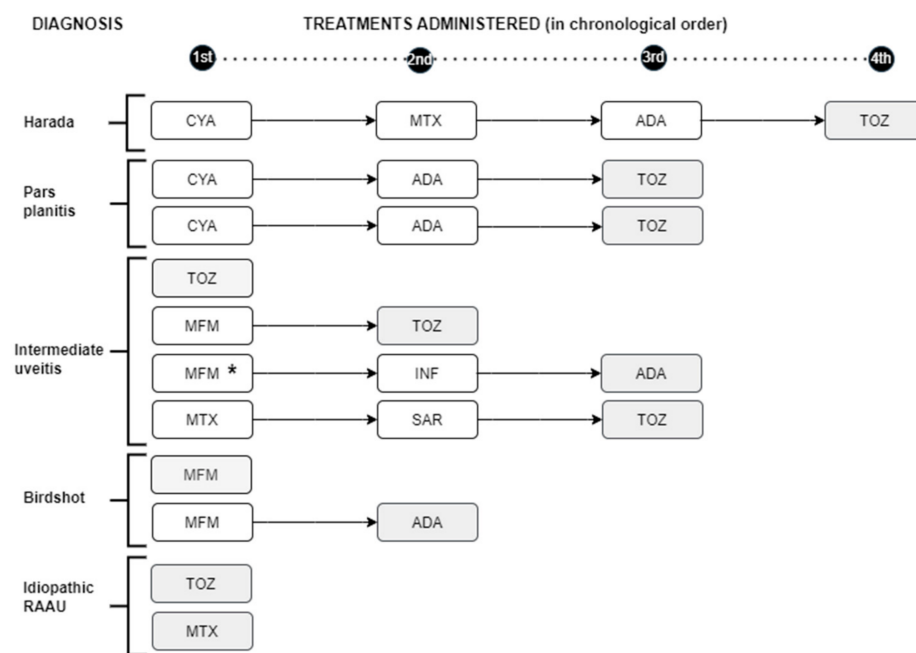 DIAGNOSIS TREATMENTS ADMINISTERED (in chronological order)
1st 2nd 3rd 4th
Harada CYA MTX ADA TOZ
Pars
planitis
CYA ADA TOZ
CYA ADA TOZ
Intermediate
uveitis
TOZ
MFM TOZ
MFM * INF ADA
MTX SAR TOZ
Birdshot
MFM
MFM ADA
Idiopathic
RAAU
TOZ
MTX